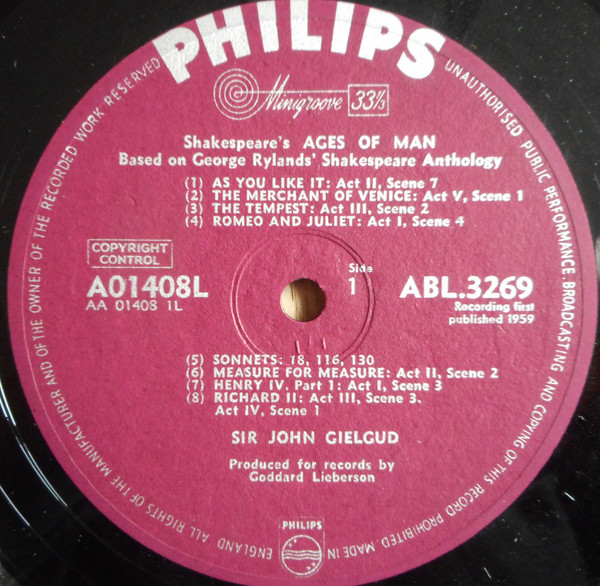 PHILIPS
Minigroove 33⅓
Shakespeare's AGES OF MAN
Based on George Rylands' Shakespeare Anthology
(1) AS YOU LIKE IT: Act II, Scene 7
(2) THE MERCHANT OF VENICE: Act V, Scene 1
(3) THE TEMPEST: Act III, Scene 2
(4) ROMEO AND JULIET: Act I, Scene 4
COPYRIGHT
CONTROL
A01408L
AA 01408 1L
Side
1
ABL.3269
Recording first
published 1959
(5) SONNETS: 18, 116, 130
(6) MEASURE FOR MEASURE: Act II, Scene 2
(7) HENRY IV, Part 1: Act I, Scene 3
(8) RICHARD II: Act III, Scene 3.
Act IV, Scene 1
SIR JOHN GIELGUD
Produced for records by
Goddard Lieberson
PHILIPS
ENGLAND ALL RIGHTS OF THE MANUFACTURER AND OF THE OWNER OF THE RECORDED WORK RESERVED
UNAUTHORISED PUBLIC PERFORMANCE, BROADCASTING AND COPYING OF THIS RECORD PROHIBITED. MADE IN